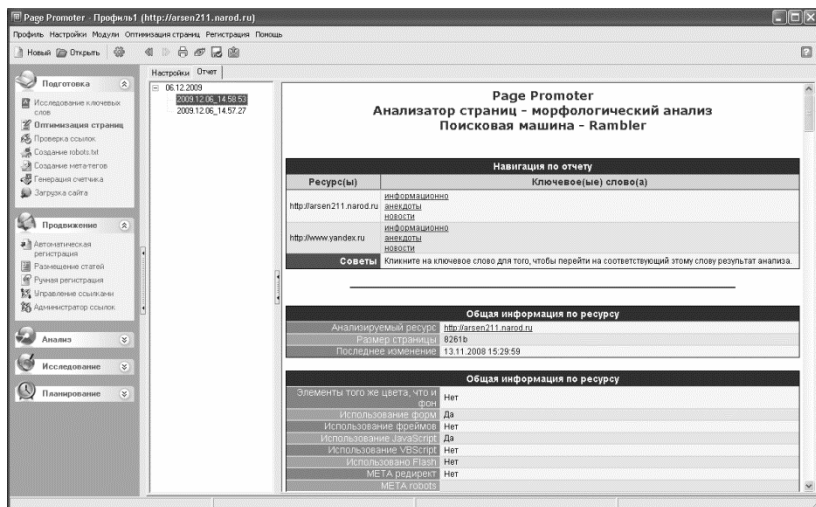 Page Promoter - Профиль1 (http://arsen211.narod.ru)
Профиль Настройки Модули Оптимизация страниц Регистрация Помощь
Новый Открыть
Подготовка
Исследование ключевых
слов
Оптимизация страниц
Проверка ссылок
Создание robots.txt
Создание мета-тегов
Генерация счетчика
Загрузка сайта
Продвижение
Автоматическая
регистрация
Размещение статей
Ручная регистрация
Управление ссылками
Администратор ссылок
Анализ
Исследование
Планирование
Настройки Отчет
06.12.2009
2009.12.06_14.58.53
2009.12.06_14.57.27
Page Promoter
Анализатор страниц - морфологический анализ
Поисковая машина - Rambler
Навигация по отчету
Ресурс(ы) Ключевое(ые) слово(а)
http://arsen211.narod.ru
информационно
анекдоты
новости
http://www.yandex.ru
информационно
анекдоты
новости
Советы Кликните на ключевое слово для того, чтобы перейти на соответствующий этому слову результат анализа.
Общая информация по ресурсу
Анализируемый ресурс http://arsen211.narod.ru
Размер страницы 8261b
Последнее изменение 13.11.2008 15:29:59
Общая информация по ресурсу
Элементы того же цвета, что и
фон Нет
Использование форм Да
Использование фреймов Нет
Использование JavaScript Да
Использование VBScript Нет
Использовано Flash Нет
МЕТА редирект Нет
МЕТА robots